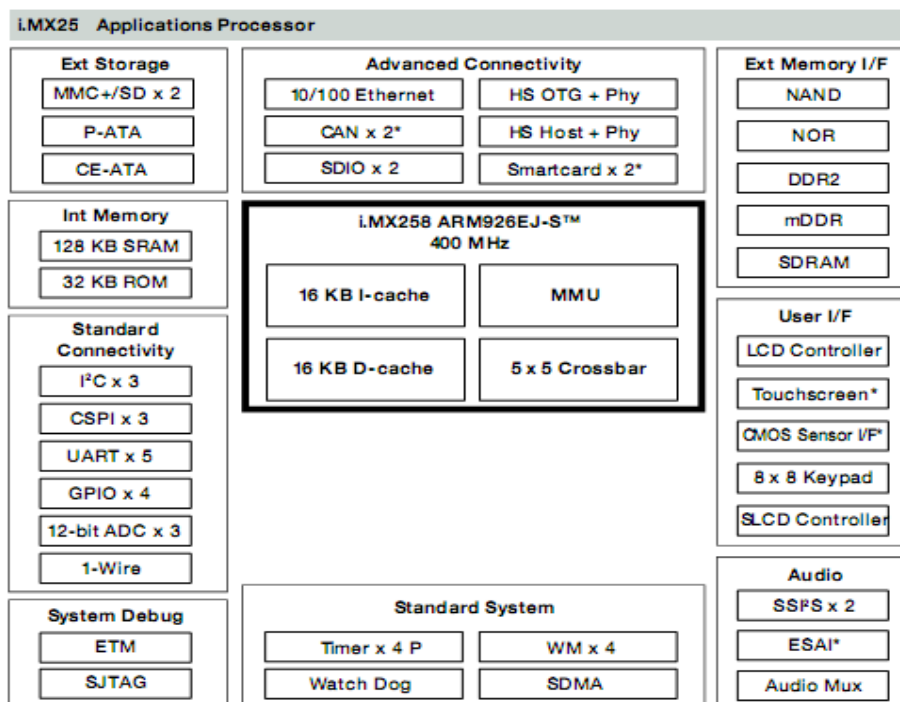 i.MX25 Applications Processor
Ext Storage
MMC+/SD x 2
P-ATA
CE-ATA
Advanced Connectivity
10/100 Ethernet
HS OTG + Phy
CAN x 2*
HS Host + Phy
SDIO x 2
Smartcard x 2*
Ext Memory I/F
NAND
NOR
DDR2
mDDR
SDRAM
Int Memory
128 KB SRAM
32 KB ROM
i.MX258 ARM926EJ-S™
400 MHz
16 KB I-cache
MMU
16 KB D-cache
5 x 5 Crossbar
Standard
Connectivity
I²C x 3
CSPI x 3
UART x 5
GPIO x 4
12-bit ADC x 3
1-Wire
User I/F
LCD Controller
Touchscreen*
CMOS Sensor I/F*
8 x 8 Keypad
SLCD Controller
System Debug
ETM
SJTAG
Standard System
Timer x 4 P
WM x 4
Watch Dog
SDMA
Audio
SSI²S x 2
ESAI*
Audio Mux